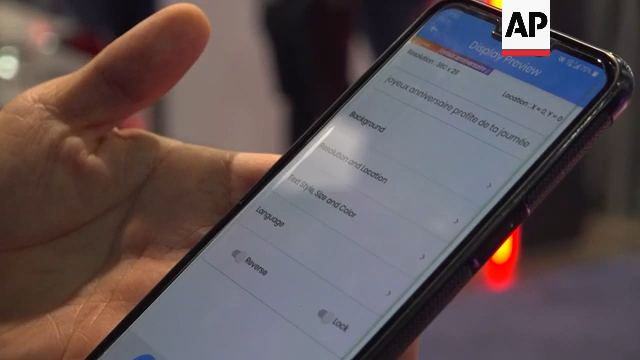 AP
Display Preview
Location : X = 0, Y = 0
joyeux anniversaire profite de ta journée
Background
Resolution and Location
Text Style, Size and Color
Language
Reverse
Lock